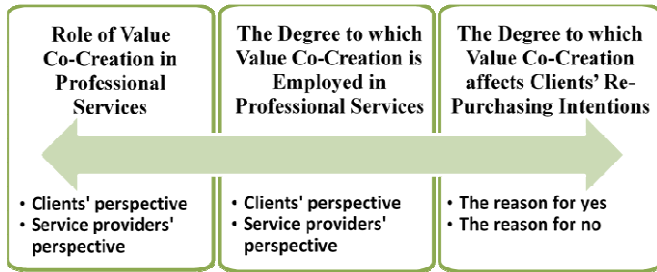 Role of Value
Co-Creation in
Professional
Services
• Clients' perspective
• Service providers'
perspective
The Degree to which
Value Co-Creation is
Employed in
Professional Services
• Clients' perspective
• Service providers'
perspective
The Degree to which
Value Co-Creation
affects Clients' Re-
Purchasing Intentions
• The reason for yes
• The reason for no